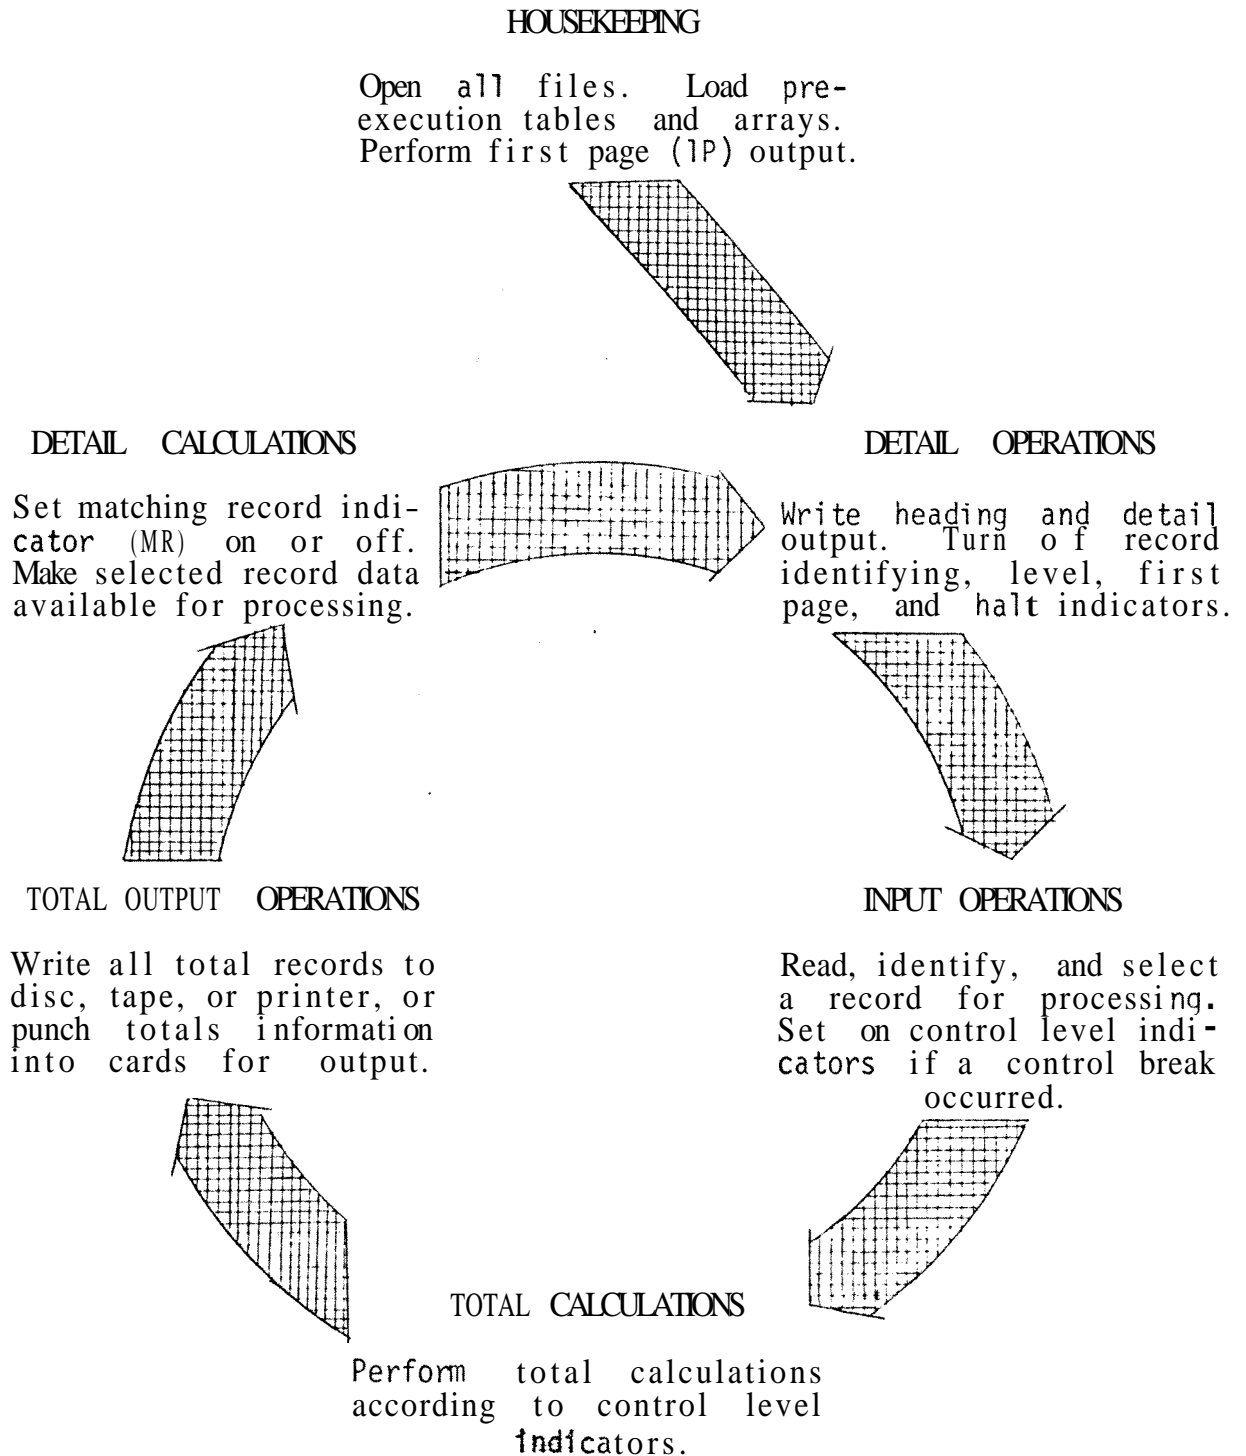 HOUSEKEEPING
Open all files. Load pre-
execution tables and arrays.
Perform first page (1P) output.
DETAIL CALCULATIONS
Set matching record indi-
cator (MR) on or off.
Make selected record data
available for processing.
DETAIL OPERATIONS
Write heading and detail
output. Turn of record
identifying, level, first
page, and halt indicators.
TOTAL OUTPUT OPERATIONS
Write all total records to
disc, tape, or printer, or
punch totals information
into cards for output.
INPUT OPERATIONS
Read, identify, and select
a record for processing.
Set on control level indi-
cators if a control break
occurred.
TOTAL CALCULATIONS
Perform total calculations
according to control level
indicators.